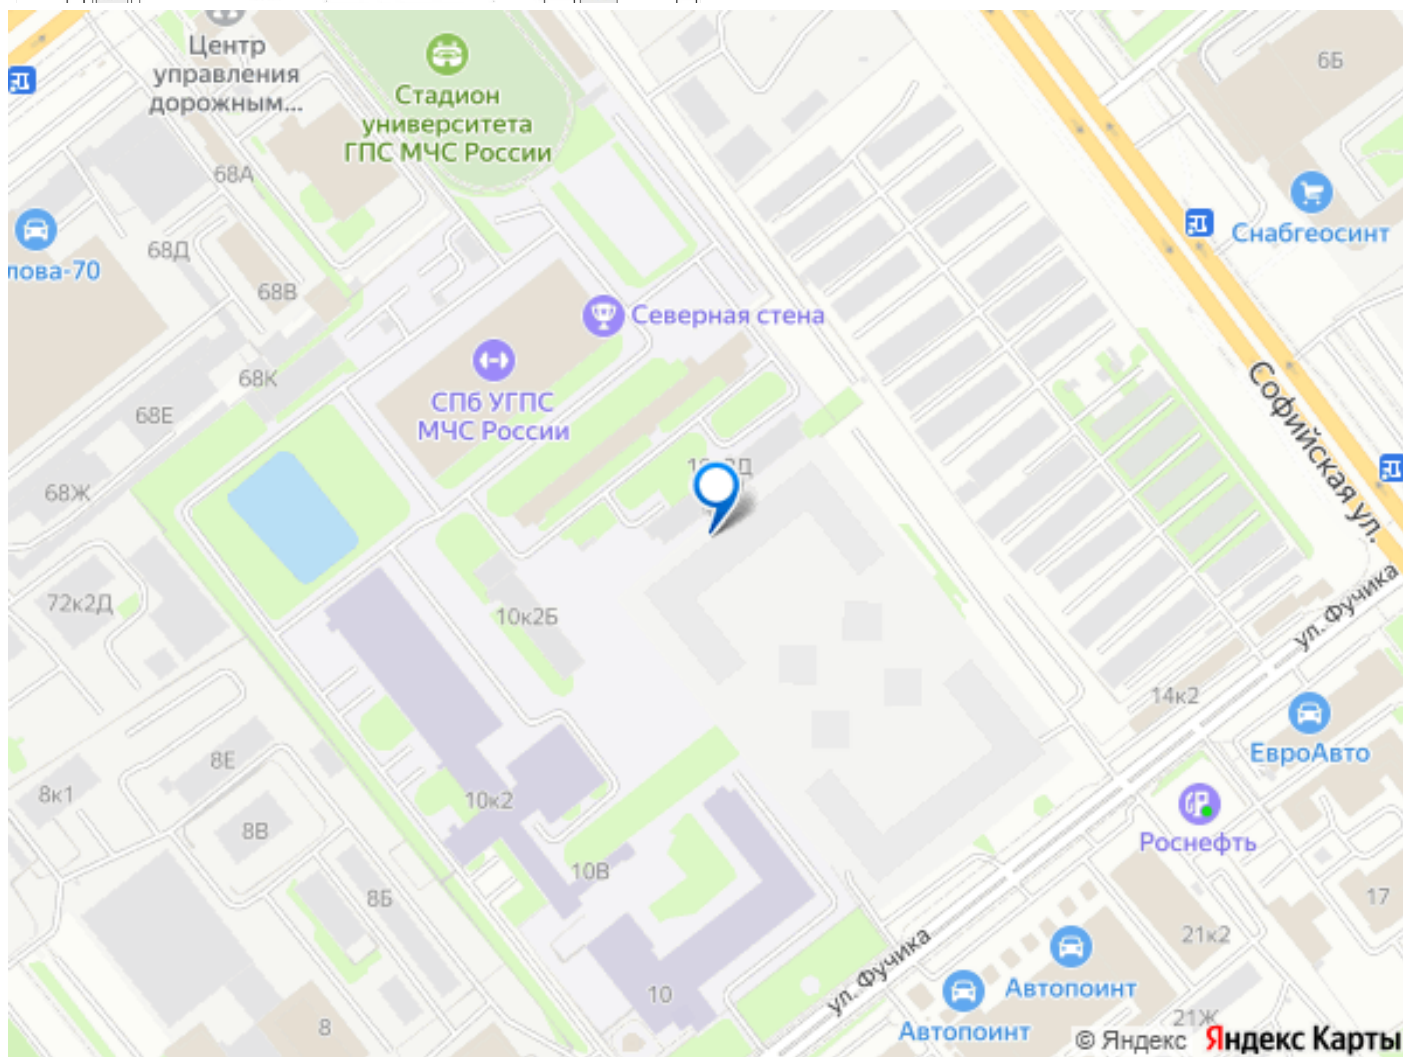 Центр
управления
дорожным...
Стадион
университета
ГПС МЧС России
6Б
68А
Снабгеосинт
лова-70
68Д
68В
Северная стена
68К
СПб УГПС
МЧС России
68Е
Софийская ул.
68Ж
72к2Д
10к2Б
ул. Фучика
14к2
ЕвроАвто
8Е
8к1
10к2
8В
Роснефть
10В
8Б
17
21к2
ул. Фучика
10
Автопоинт
8
Автопоинт
21Ж
© Яндекс Яндекс Карты